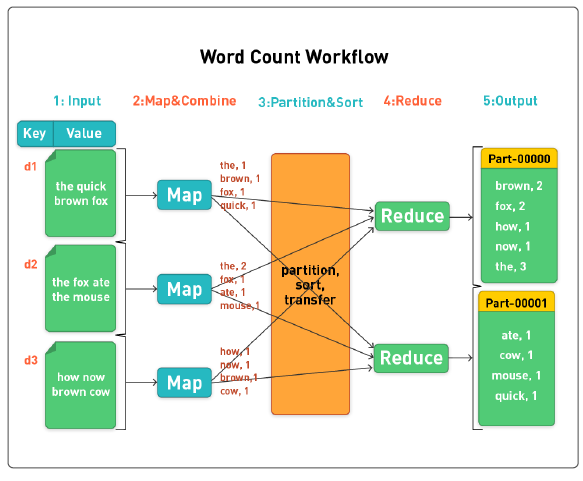 Word Count Workflow
1: Input
2:Map&Combine
3:Partition&Sort
4:Reduce
5:Output
Key
Value
d1
the quick
brown fox
Map
the, 1
brown, 1
fox, 1
quick, 1
d2
the fox ate
the mouse
Map
the, 2
fox, 1
ate, 1
mouse,1
d3
how now
brown cow
Map
how, 1
now, 1
brown,1
cow, 1
partition,
sort,
transfer
Reduce
Reduce
Part-00000
brown, 2
fox, 2
how, 1
now, 1
the, 3
Part-00001
ate, 1
cow, 1
mouse, 1
quick, 1